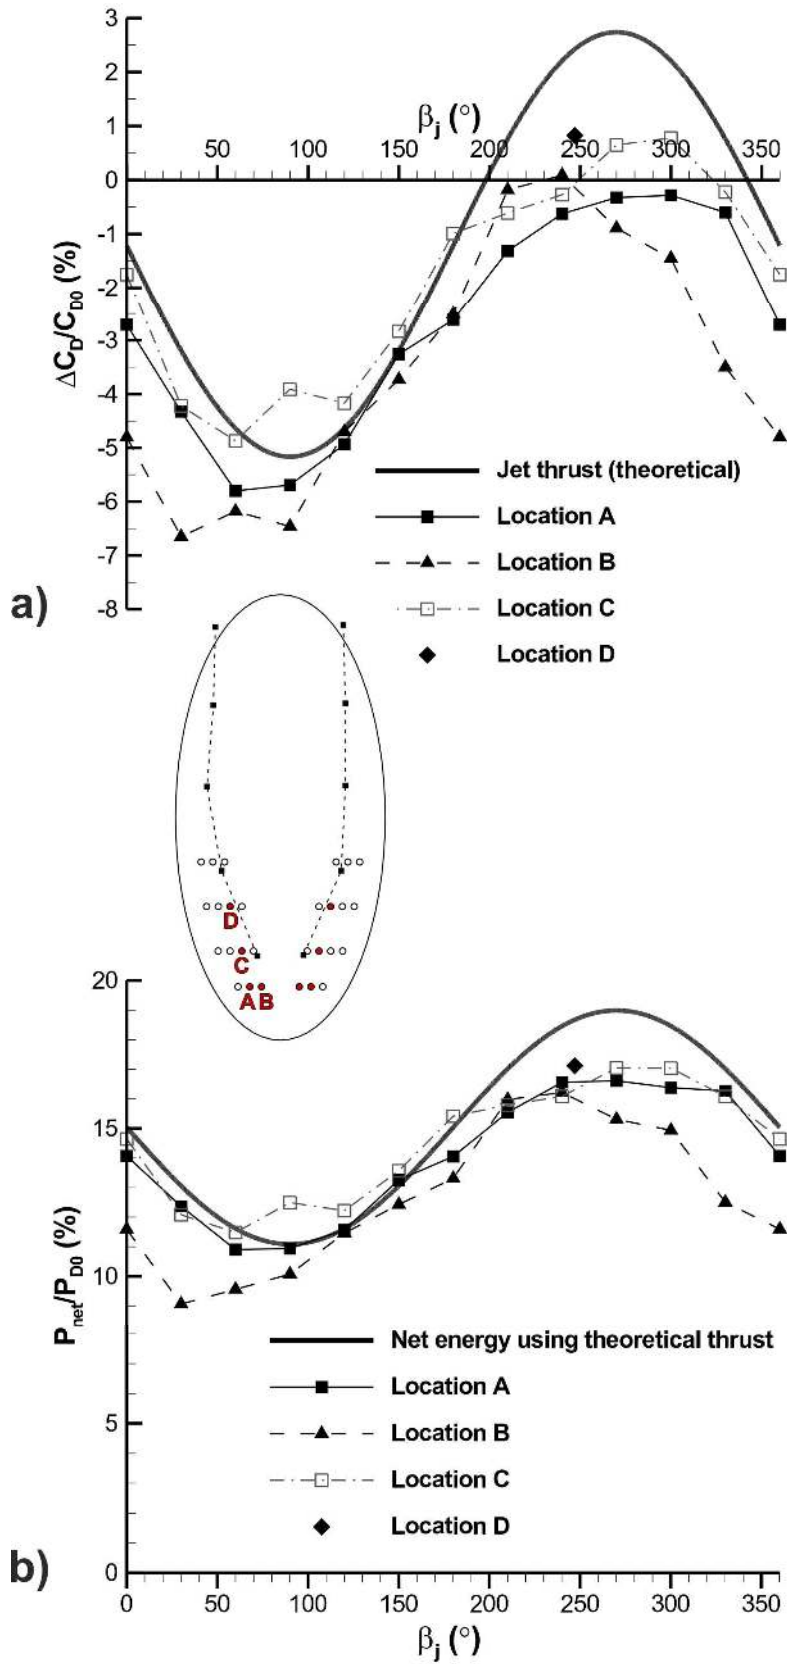 3
2
1
0
-1
-2
-3
-4
-5
-6
-7
-8
ΔC_D/C_D0 (%)
β_j (°)
50 100 150 200 250 300 350
Jet thrust (theoretical)
Location A
Location B
Location C
Location D
a)
D
C
A B
20
15
10
5
0
P_net/P_D0 (%)
Net energy using theoretical thrust
Location A
Location B
Location C
Location D
b)
0 50 100 150 200 250 300 350
β_j (°)